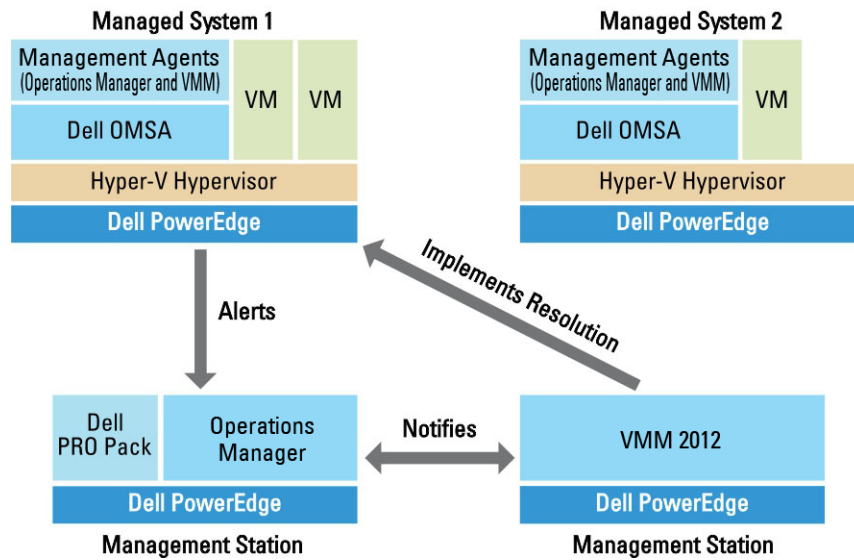 Managed System 1
Management Agents
(Operations Manager and VMM)
Dell OMSA
VM
VM
Hyper-V Hypervisor
Dell PowerEdge
Managed System 2
Management Agents
(Operations Manager and VMM)
Dell OMSA
VM
Hyper-V Hypervisor
Dell PowerEdge
Alerts
Implements Resolution
Dell
PRO Pack
Operations
Manager
Dell PowerEdge
Management Station
Notifies
VMM 2012
Dell PowerEdge
Management Station